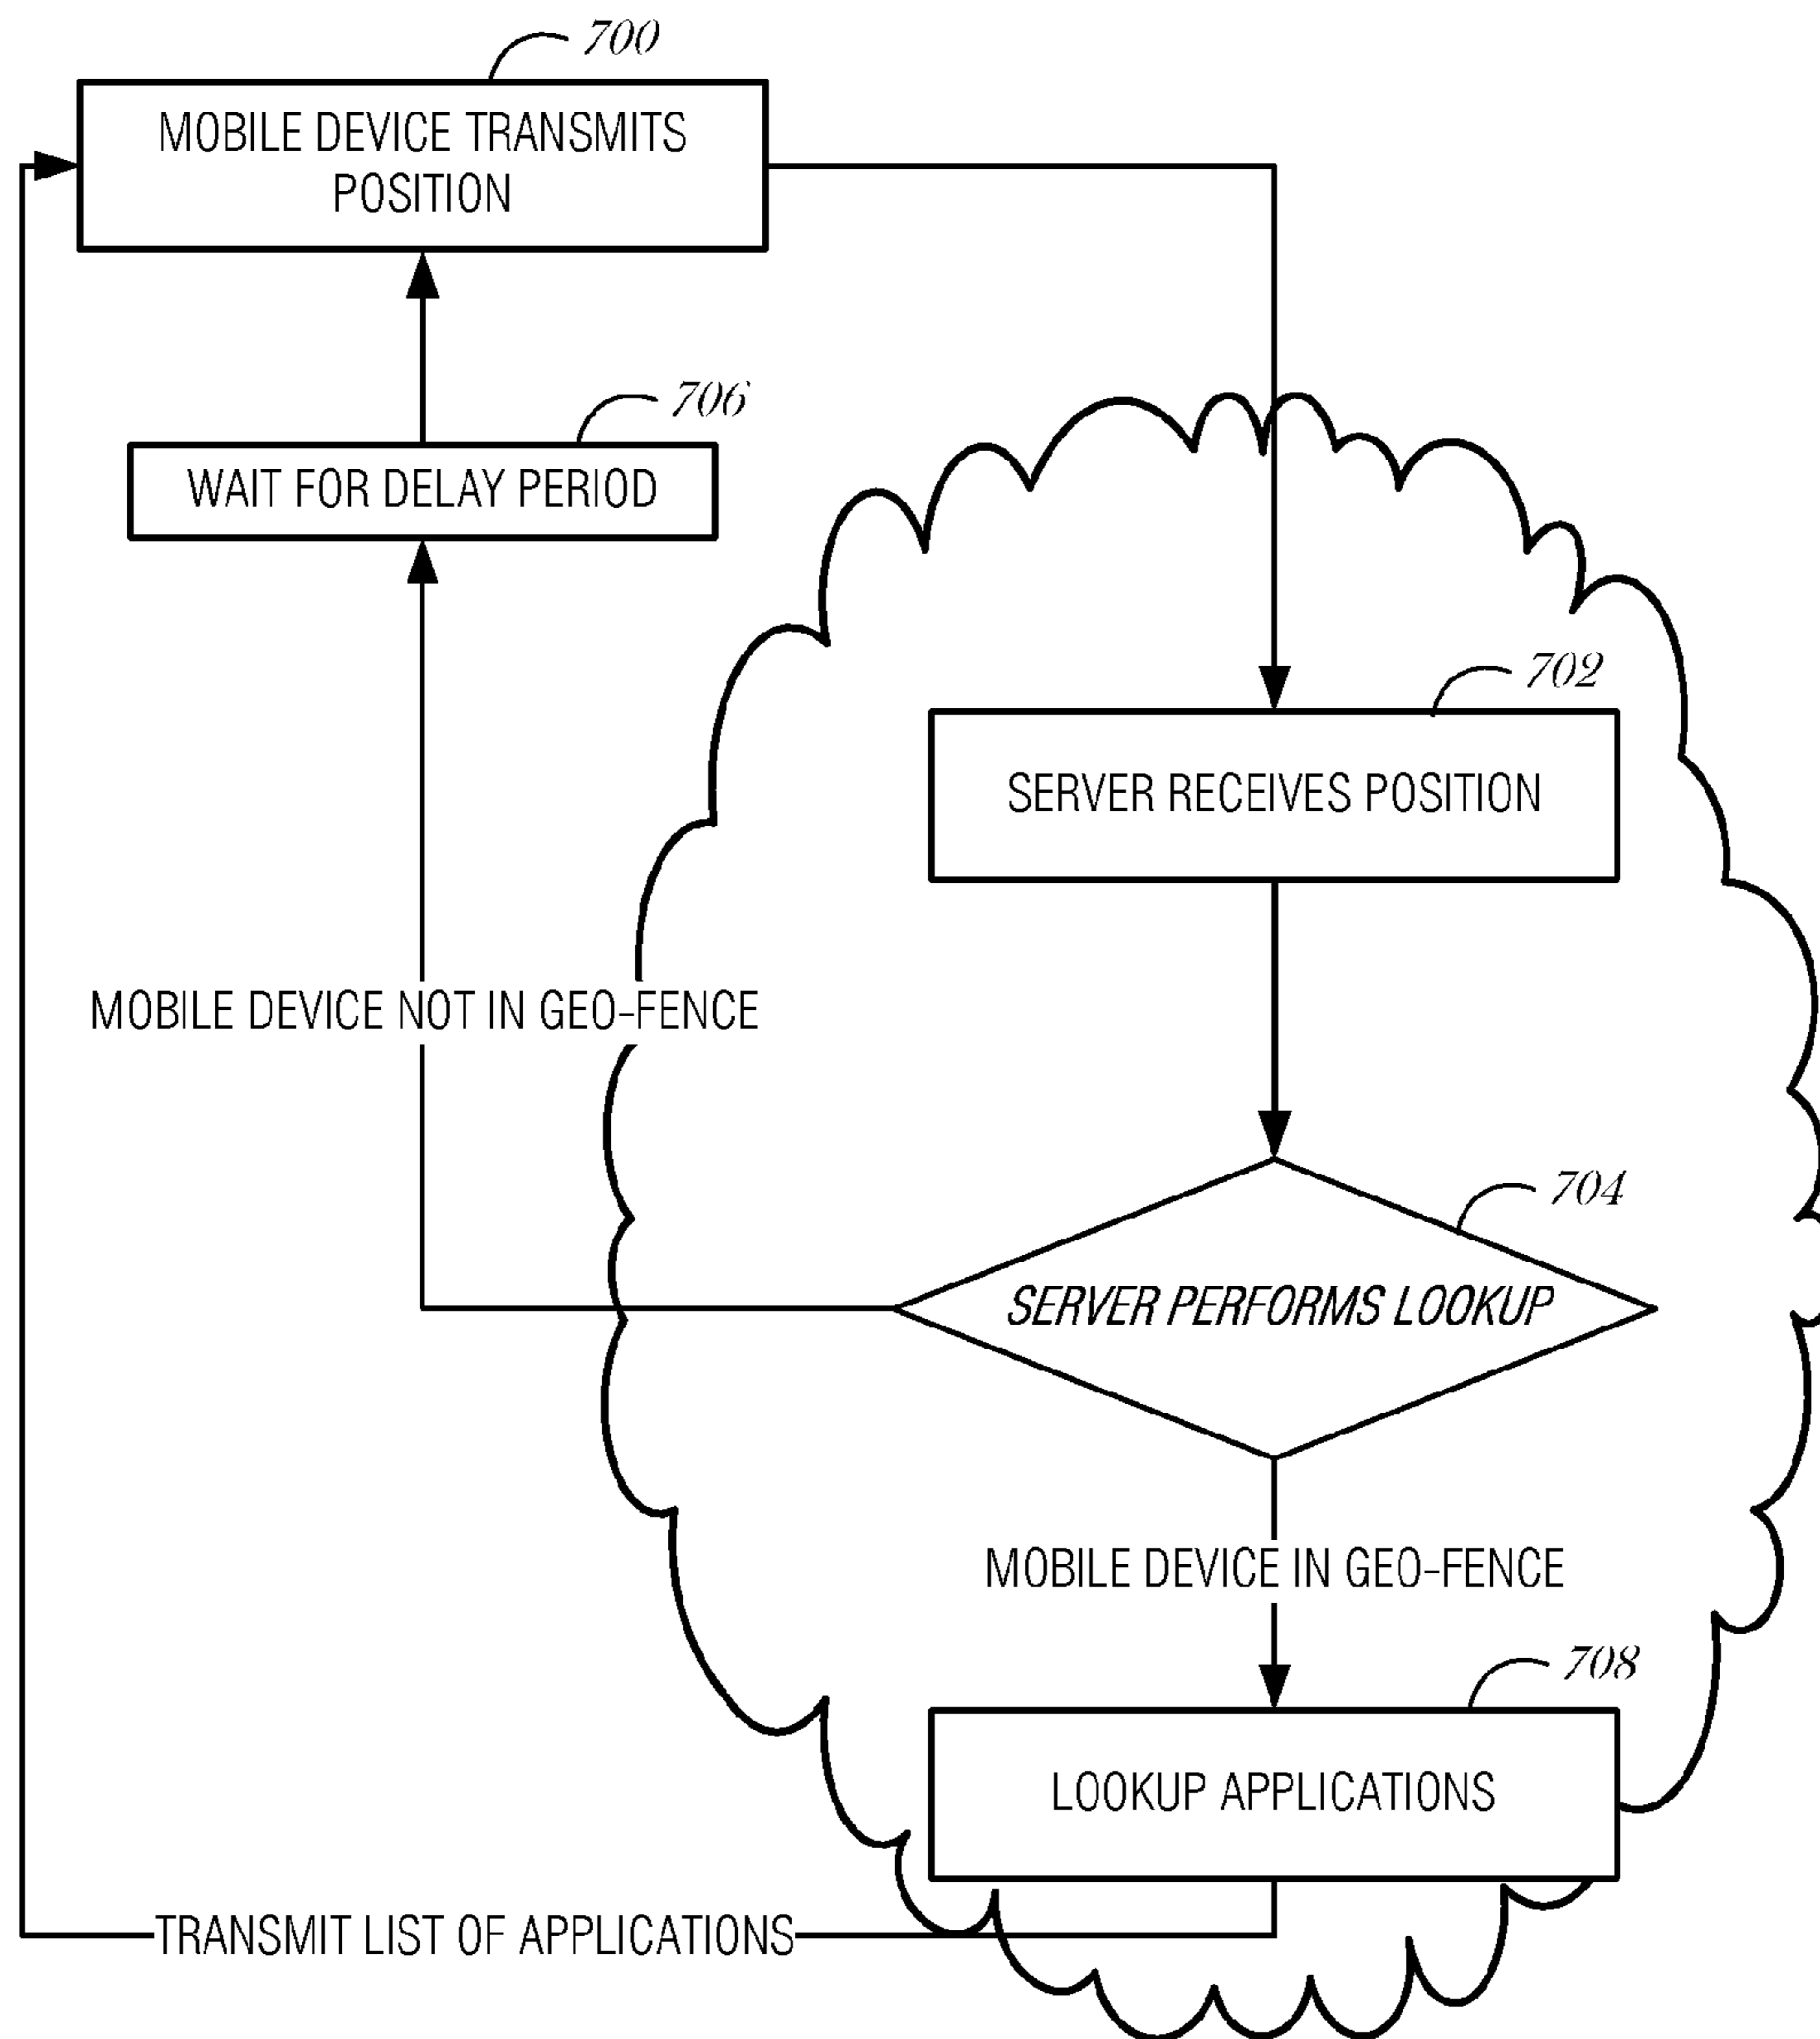 700
MOBILE DEVICE TRANSMITS
POSITION
706
WAIT FOR DELAY PERIOD
702
SERVER RECEIVES POSITION
MOBILE DEVICE NOT IN GEO-FENCE
704
SERVER PERFORMS LOOKUP
MOBILE DEVICE IN GEO-FENCE
708
LOOKUP APPLICATIONS
TRANSMIT LIST OF APPLICATIONS